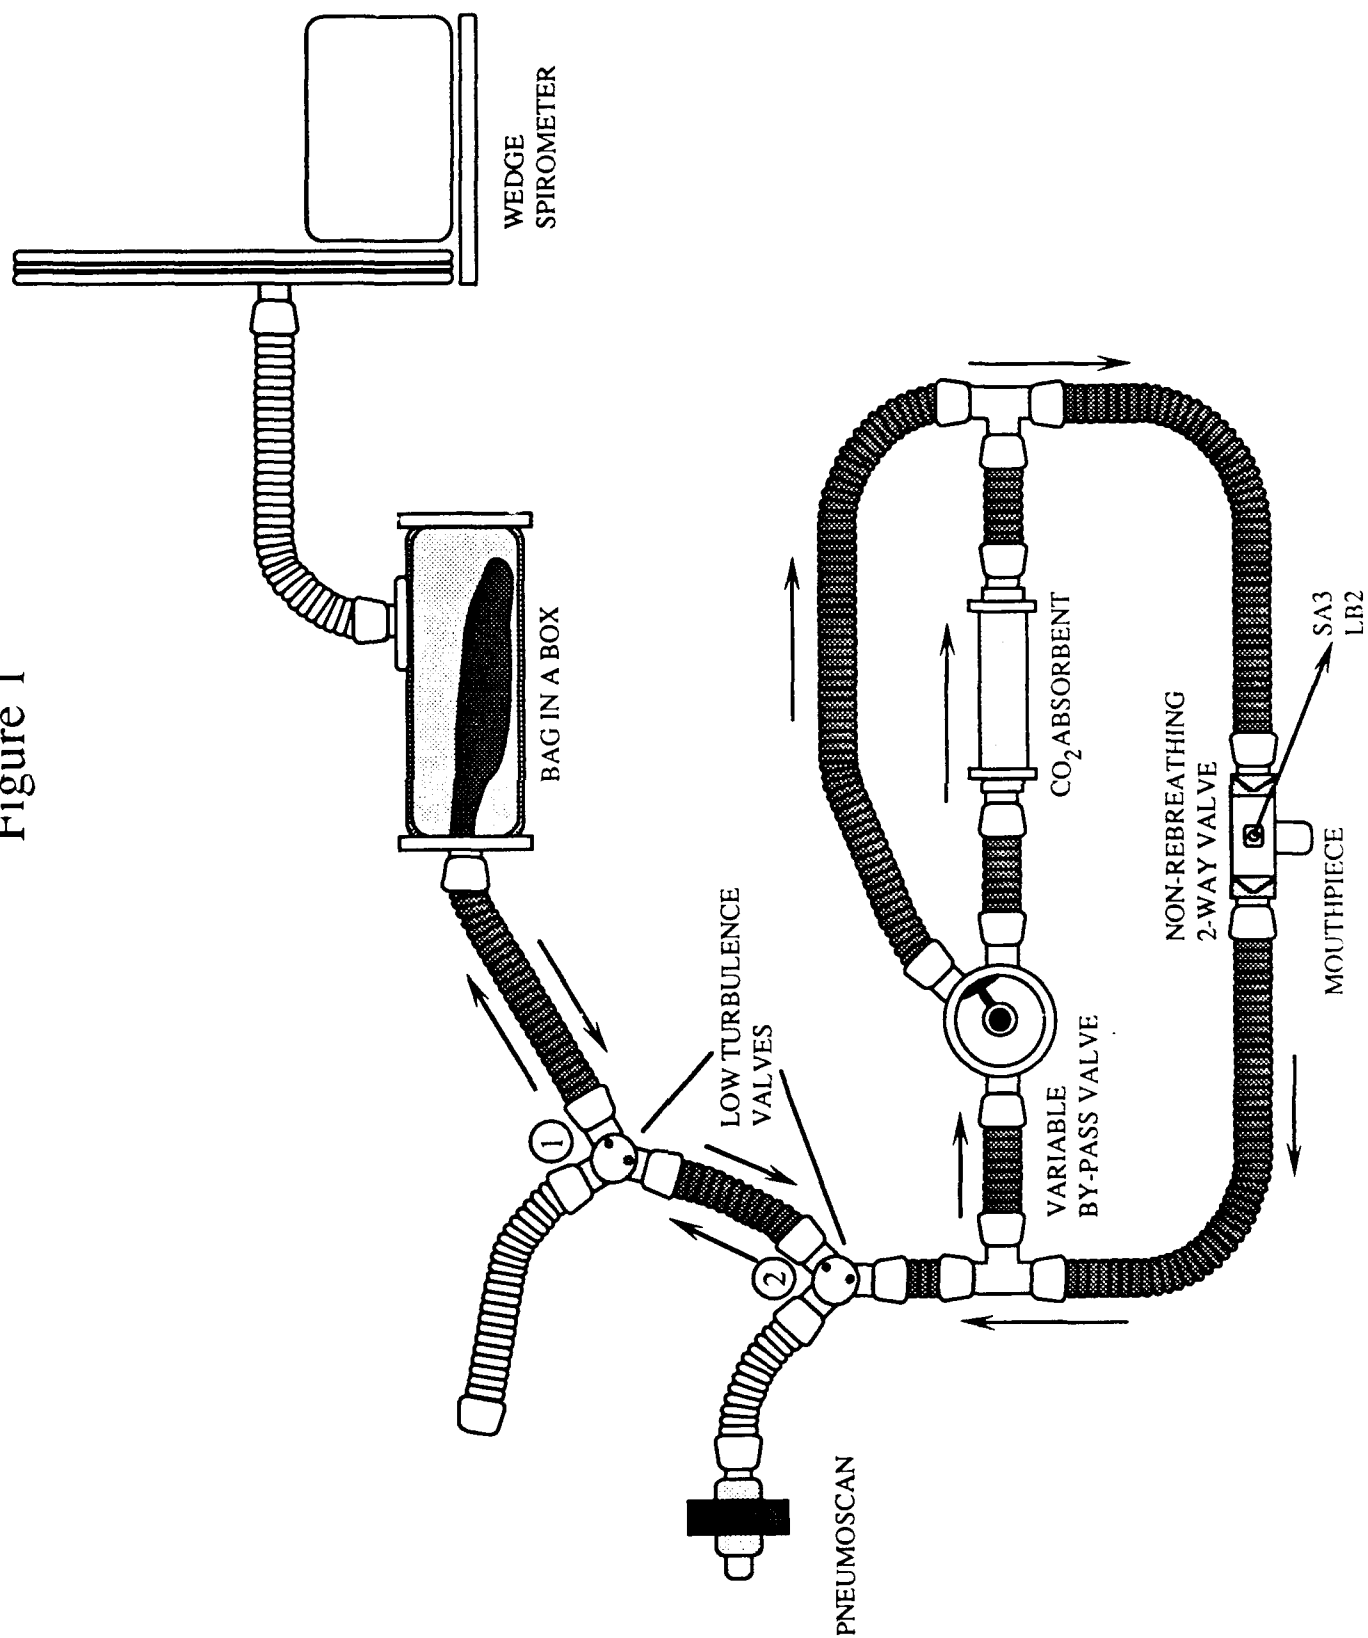 Figure 1
WEDGE
SPIROMETER
BAG IN A BOX
1
LOW TURBULENCE
VALVES
2
PNEUMOSCAN
VARIABLE
BY-PASS VALVE
CO2 ABSORBENT
NON-REBREATHING
2-WAY VALVE
MOUTHPIECE
SA3
LB2